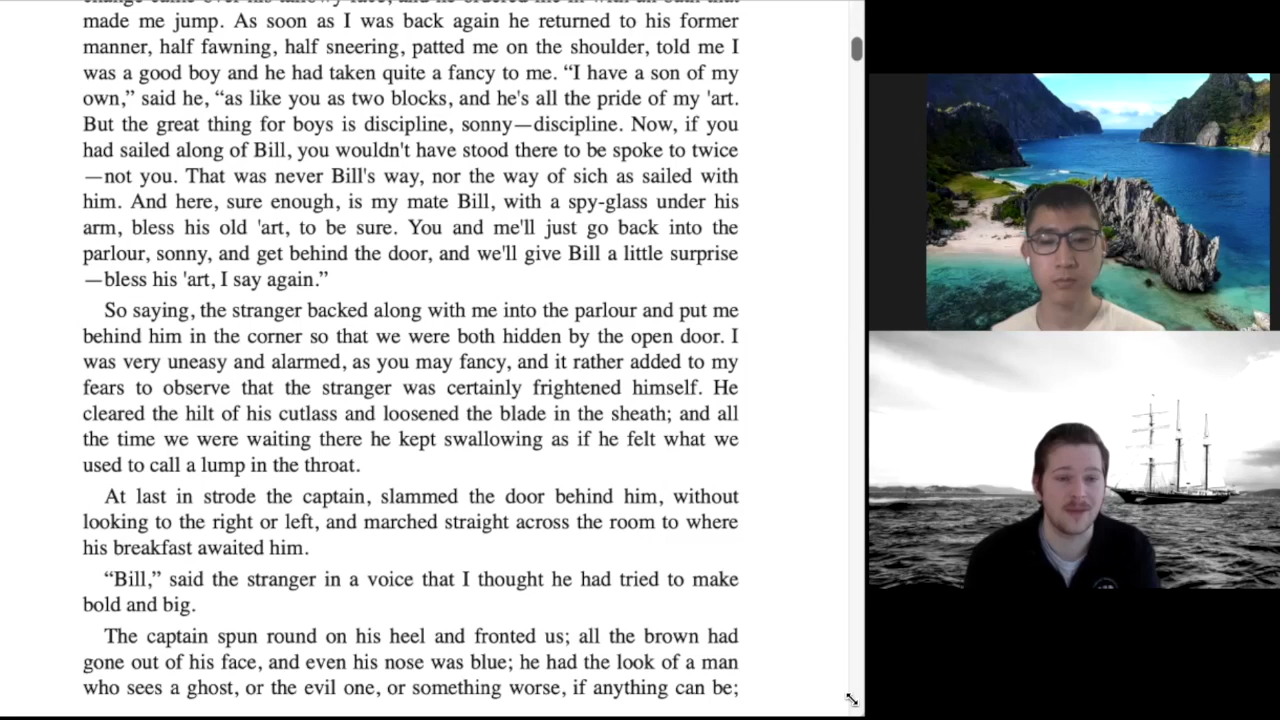 made me jump. As soon as I was back again he returned to his former
manner, half fawning, half sneering, patted me on the shoulder, told me I
was a good boy and he had taken quite a fancy to me. “I have a son of my
own,” said he, “as like you as two blocks, and he's all the pride of my 'art.
But the great thing for boys is discipline, sonny—discipline. Now, if you
had sailed along of Bill, you wouldn't have stood there to be spoke to twice
—not you. That was never Bill's way, nor the way of sich as sailed with
him. And here, sure enough, is my mate Bill, with a spy-glass under his
arm, bless his old 'art, to be sure. You and me'll just go back into the
parlour, sonny, and get behind the door, and we'll give Bill a little surprise
—bless his 'art, I say again.”
So saying, the stranger backed along with me into the parlour and put me
behind him in the corner so that we were both hidden by the open door. I
was very uneasy and alarmed, as you may fancy, and it rather added to my
fears to observe that the stranger was certainly frightened himself. He
cleared the hilt of his cutlass and loosened the blade in the sheath; and all
the time we were waiting there he kept swallowing as if he felt what we
used to call a lump in the throat.
At last in strode the captain, slammed the door behind him, without
looking to the right or left, and marched straight across the room to where
his breakfast awaited him.
“Bill,” said the stranger in a voice that I thought he had tried to make
bold and big.
The captain spun round on his heel and fronted us; all the brown had
gone out of his face, and even his nose was blue; he had the look of a man
who sees a ghost, or the evil one, or something worse, if anything can be;